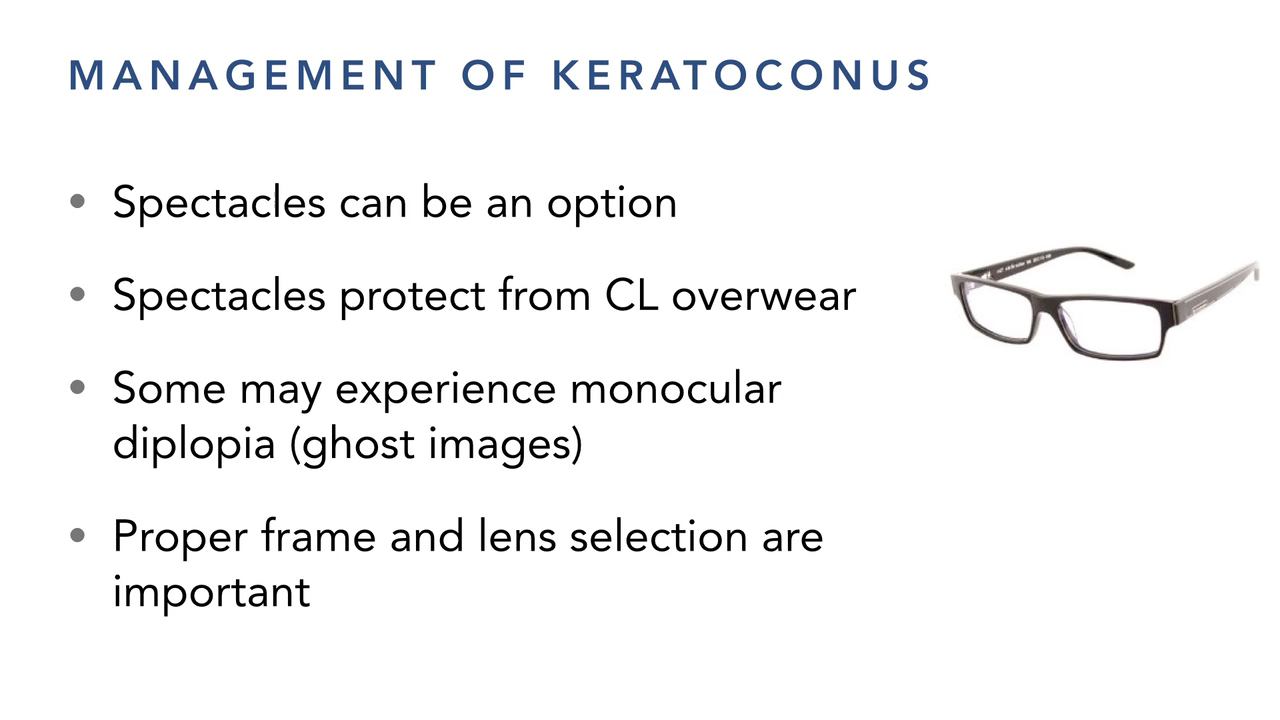 MANAGEMENT OF KERATOCONUS
• Spectacles can be an option
• Spectacles protect from CL overwear
• Some may experience monocular
diplopia (ghost images)
• Proper frame and lens selection are
important